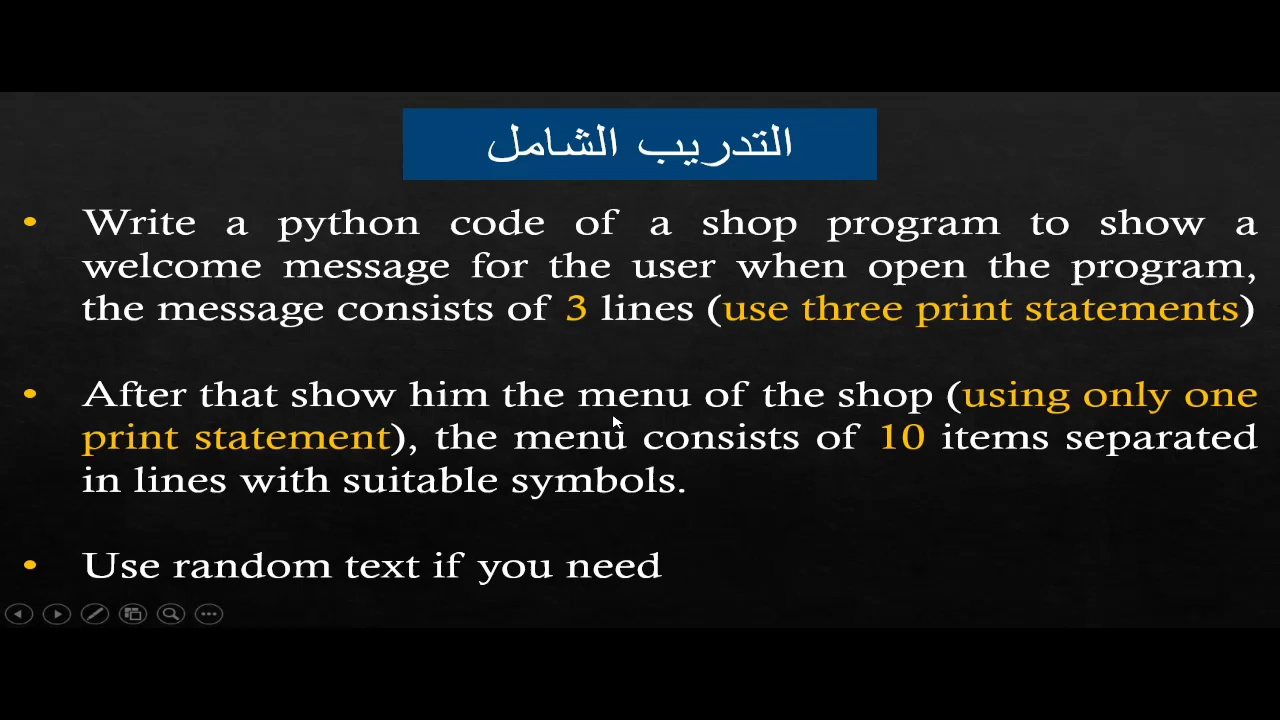 التدريب الشامل
• Write a python code of a shop program to show a
welcome message for the user when open the program,
the message consists of 3 lines (use three print statements)
• After that show him the menu of the shop (using only one
print statement), the menu consists of 10 items separated
in lines with suitable symbols.
• Use random text if you need